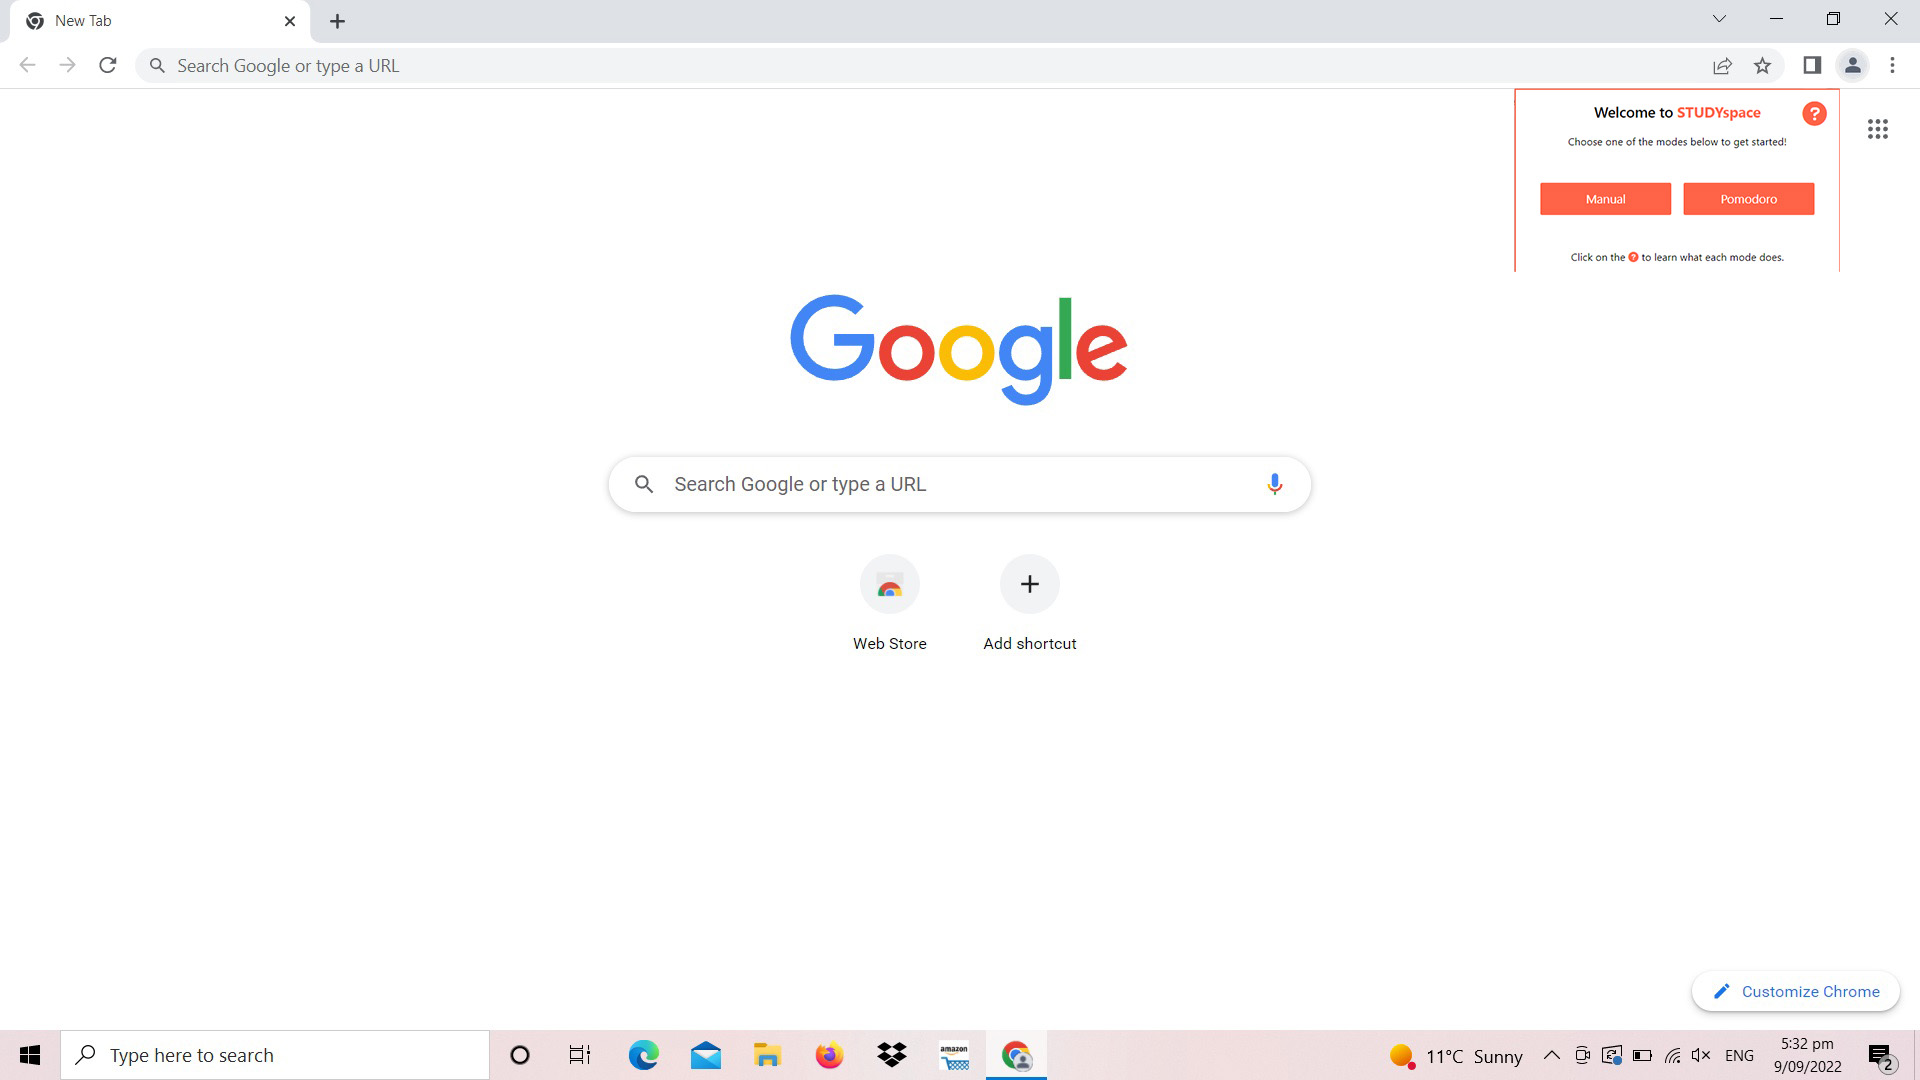 New Tab
Search Google or type a URL
Welcome to STUDYspace
?
Choose one of the modes below to get started!
Manual
Pomodoro
Click on the ? to learn what each mode does.
Google
Search Google or type a URL
Web Store
Add shortcut
Customize Chrome
Type here to search
amazon
11°C Sunny
ENG
5:32 pm
9/09/2022
2